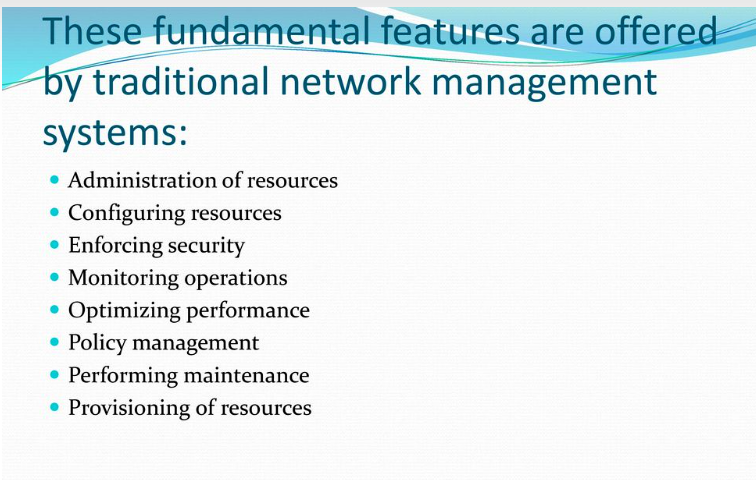 These fundamental features are offered
by traditional network management
systems:
Administration of resources
Configuring resources
Enforcing security
Monitoring operations
Optimizing performance
Policy management
Performing maintenance
Provisioning of resources